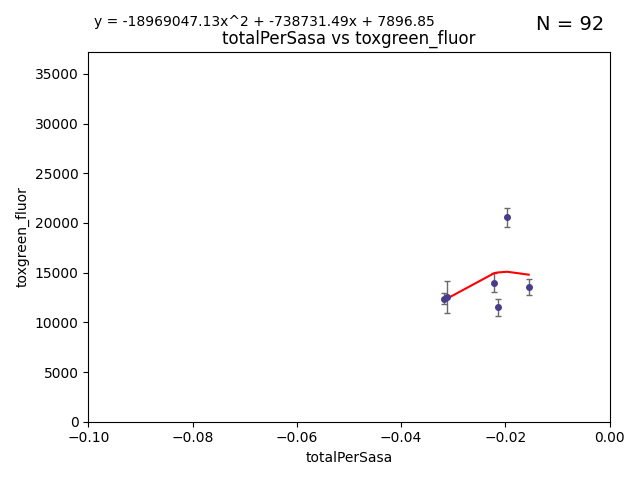 y = -18969047.13x^2 + -738731.49x + 7896.85
N = 92
totalPerSasa vs toxgreen_fluor
35000
30000
25000
20000
15000
10000
5000
0
toxgreen_fluor
−0.10
−0.08
−0.06
−0.04
−0.02
0.00
totalPerSasa